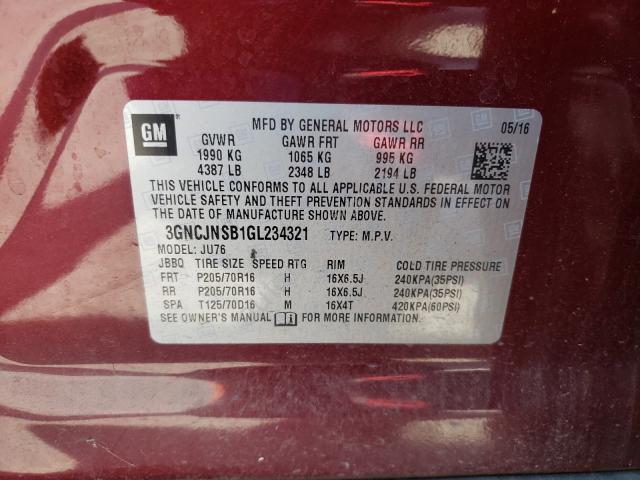 GM
MFD BY GENERAL MOTORS LLC 05/16
GVWR GAWR FRT GAWR RR
1990 KG 1065 KG 995 KG
4387 LB 2348 LB 2194 LB
THIS VEHICLE CONFORMS TO ALL APPLICABLE U.S. FEDERAL MOTOR
VEHICLE SAFETY AND THEFT PREVENTION STANDARDS IN EFFECT ON
THE DATE OF MANUFACTURE SHOWN ABOVE.
3GNCJNSB1GL234321 TYPE: M.P.V.
MODEL: JU76
JBBQ TIRE SIZE SPEED RTG RIM COLD TIRE PRESSURE
FRT P205/70R16 H 16X6.5J 240KPA(35PSI)
RR P205/70R16 H 16X6.5J 240KPA(35PSI)
SPA T125/70D16 M 16X4T 420KPA(60PSI)
SEE OWNER'S MANUAL FOR MORE INFORMATION.